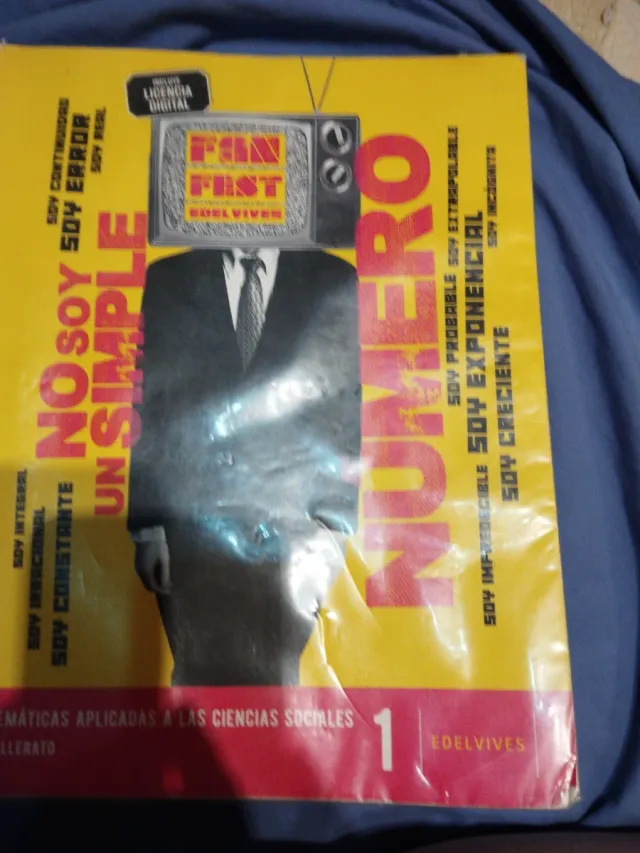 INCLUYE
LICENCIA
DIGITAL
FAN
FEST
EDELVIVES
SOY CONTINUIDAD
SOY ERROR
SOY REAL
NO SOY
UN SIMPLE
NÚMERO
SOY EXTRAPOLABLE
SOY INCÓGNITA
SOY PROBABLE
SOY EXPONENCIAL
SOY CRECIENTE
SOY INTEGRAL
SOY IRRACIONAL
SOY CONSTANTE
SOY IMPREDECIBLE
EMÁTICAS APLICADAS A LAS CIENCIAS SOCIALES
LLERATO
1
EDELVIVES